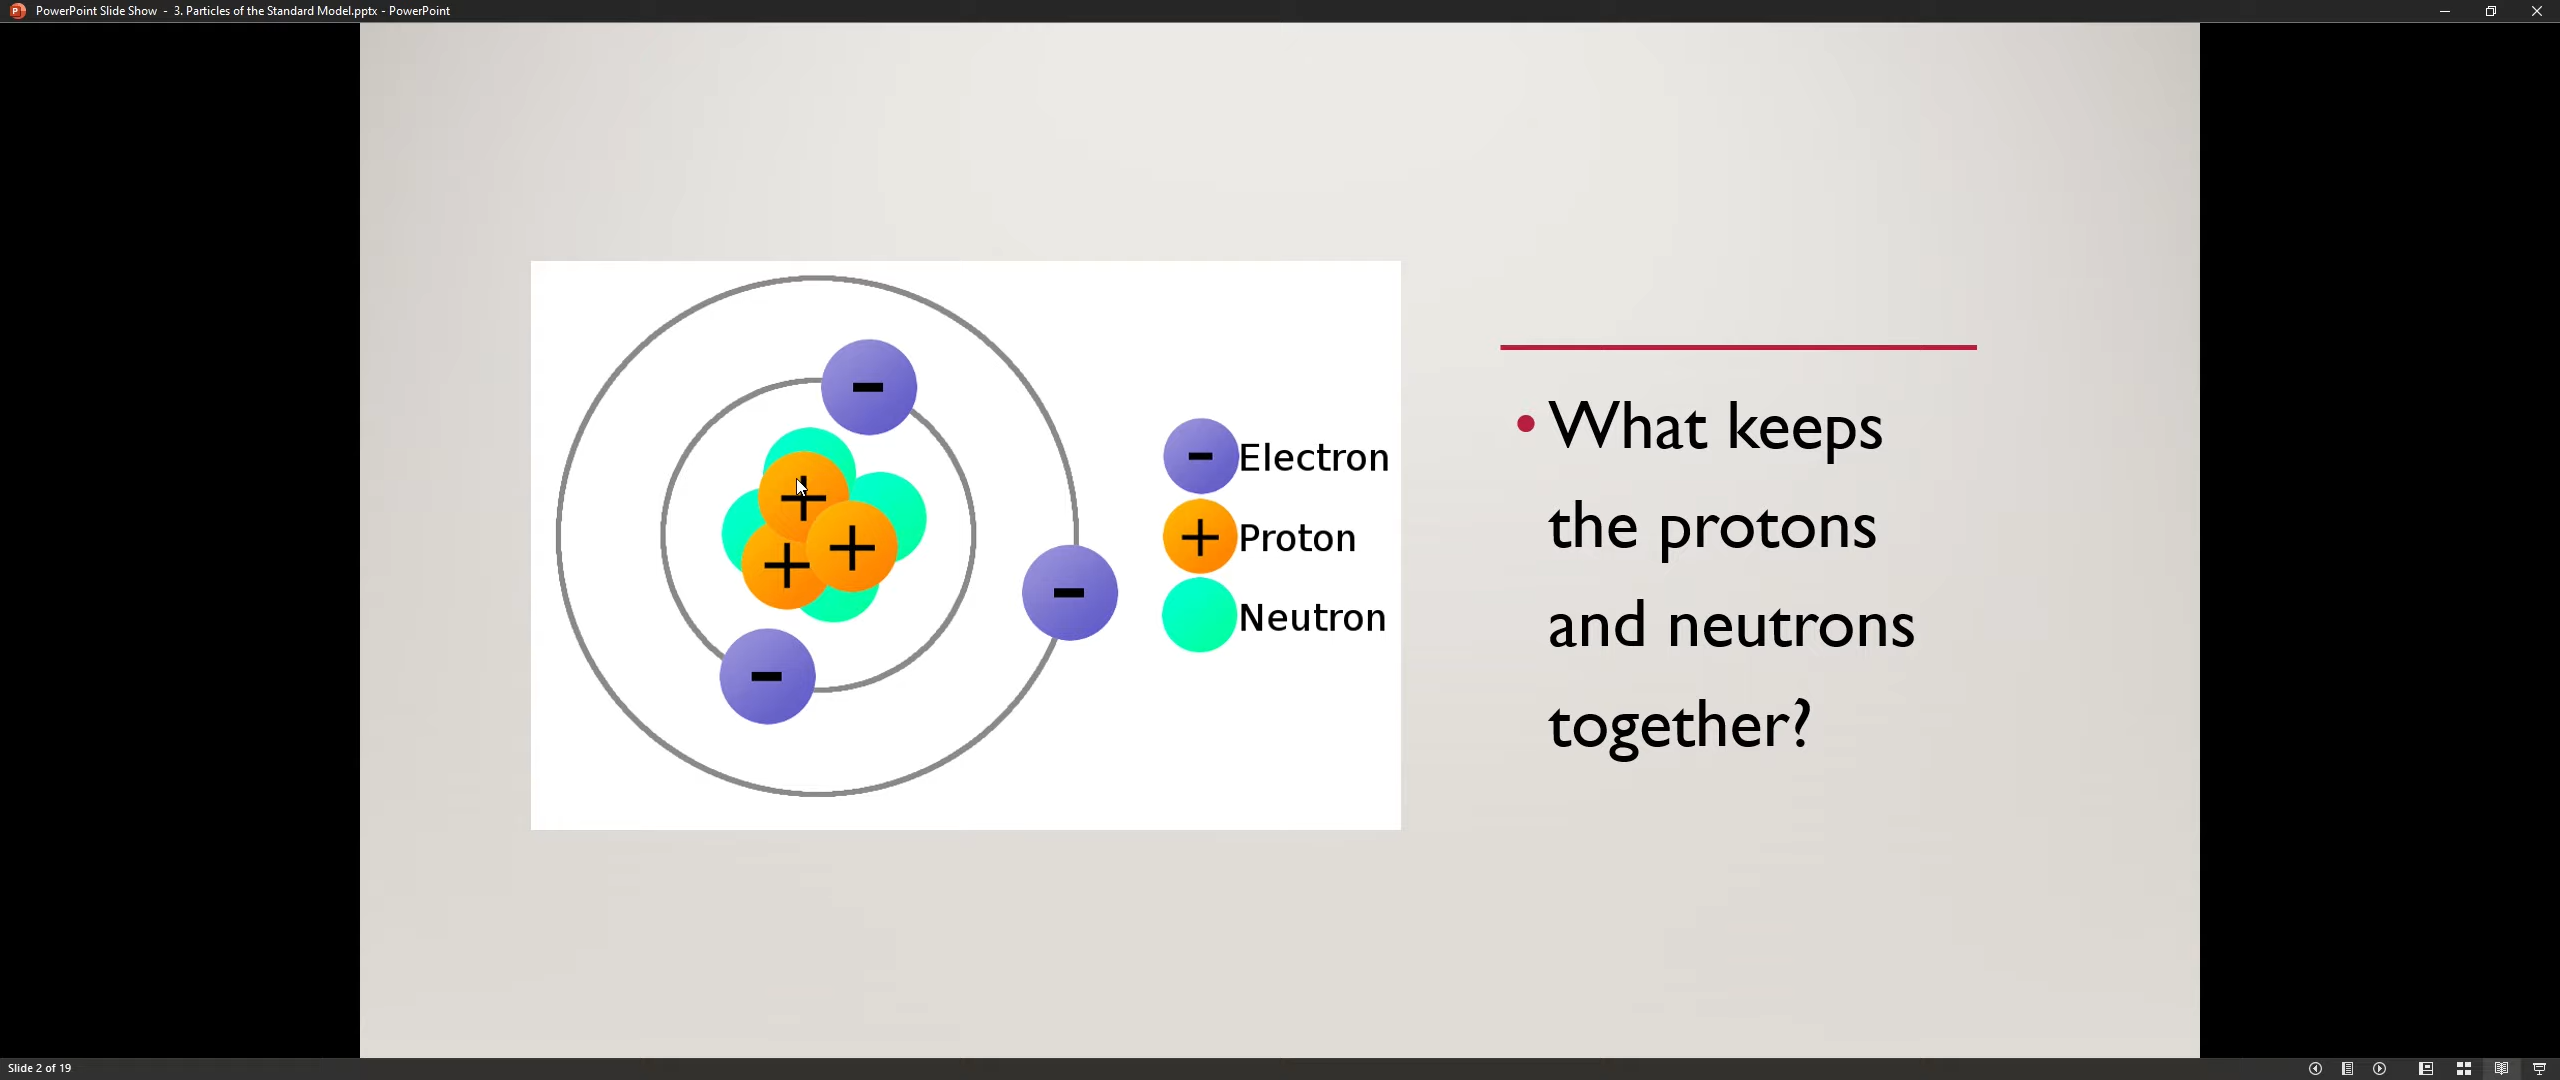 PowerPoint Slide Show - 3. Particles of the Standard Model.pptx - PowerPoint
Electron
Proton
Neutron
• What keeps
the protons
and neutrons
together?
Slide 2 of 19